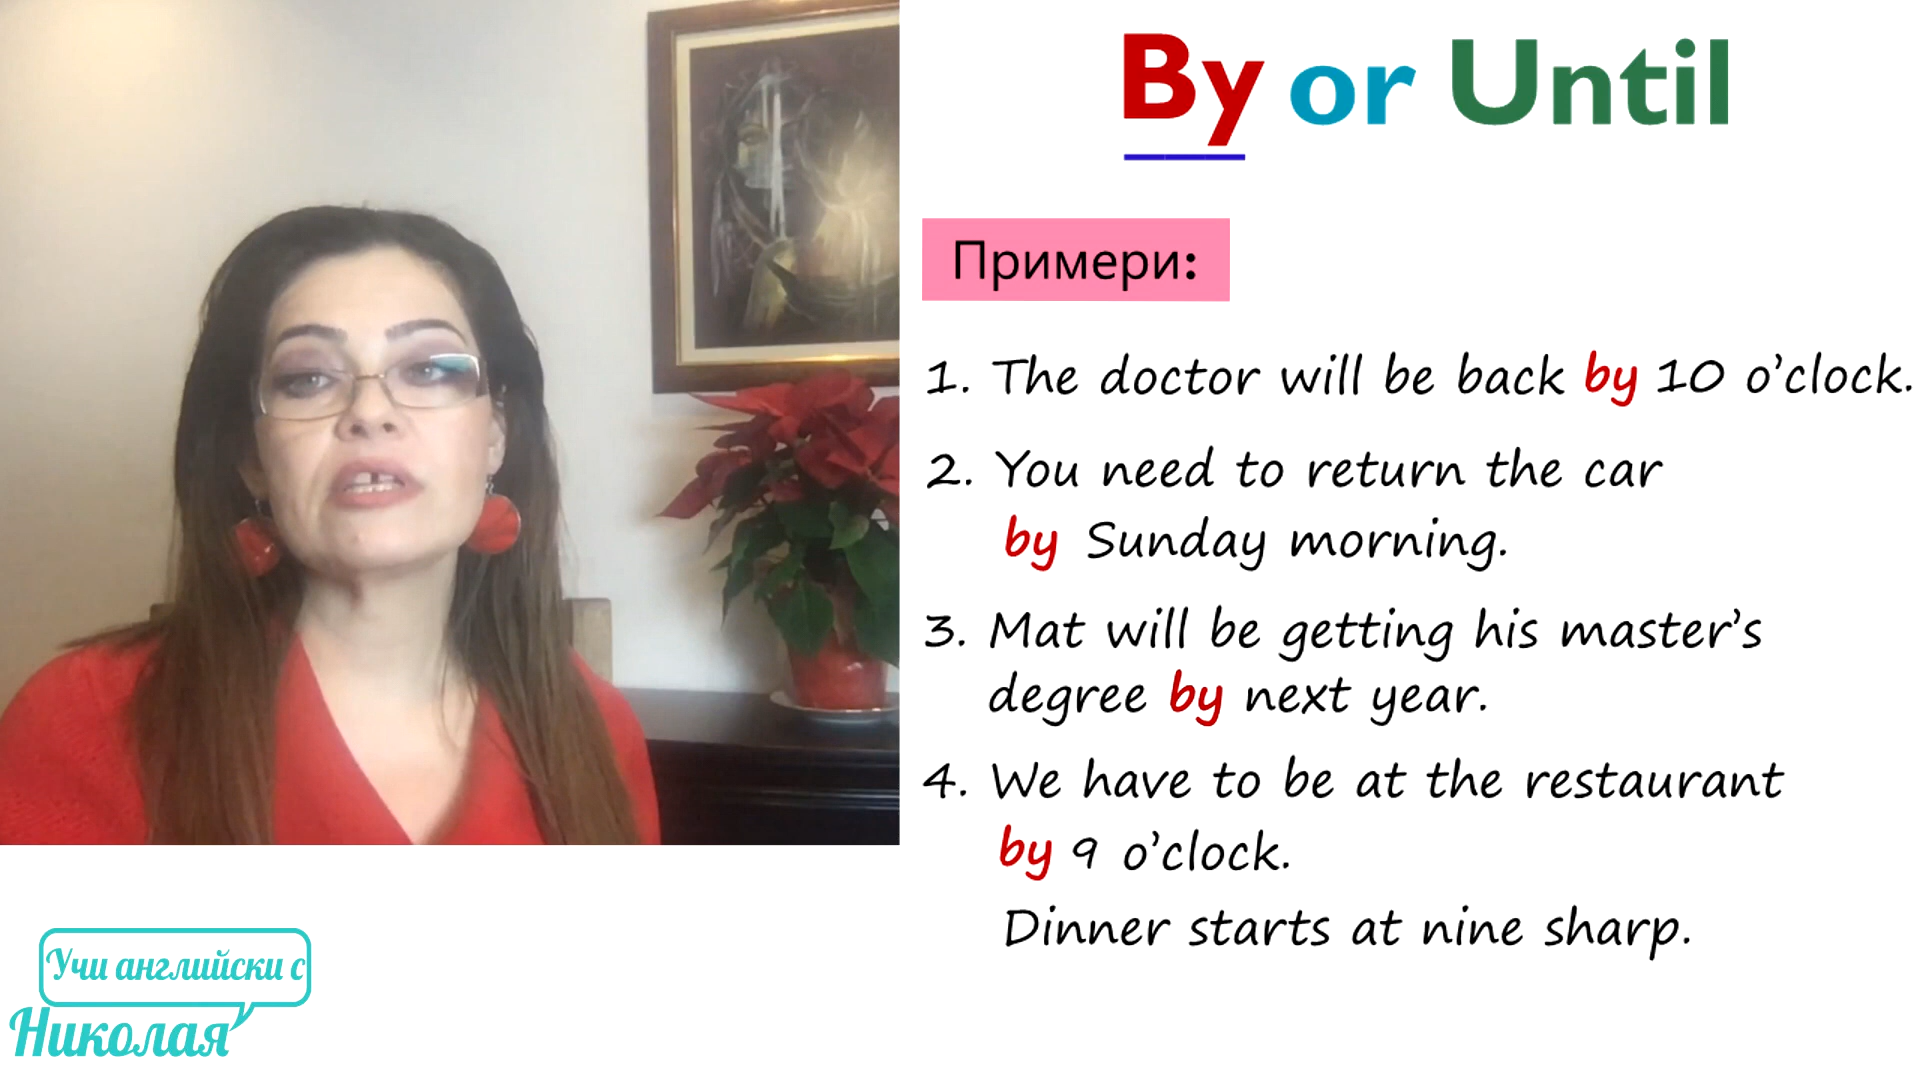 By or Until
Примери:
1. The doctor will be back by 10 o’clock.
2. You need to return the car
by Sunday morning.
3. Mat will be getting his master’s
degree by next year.
4. We have to be at the restaurant
by 9 o’clock.
Dinner starts at nine sharp.
Учи английски с
Николая